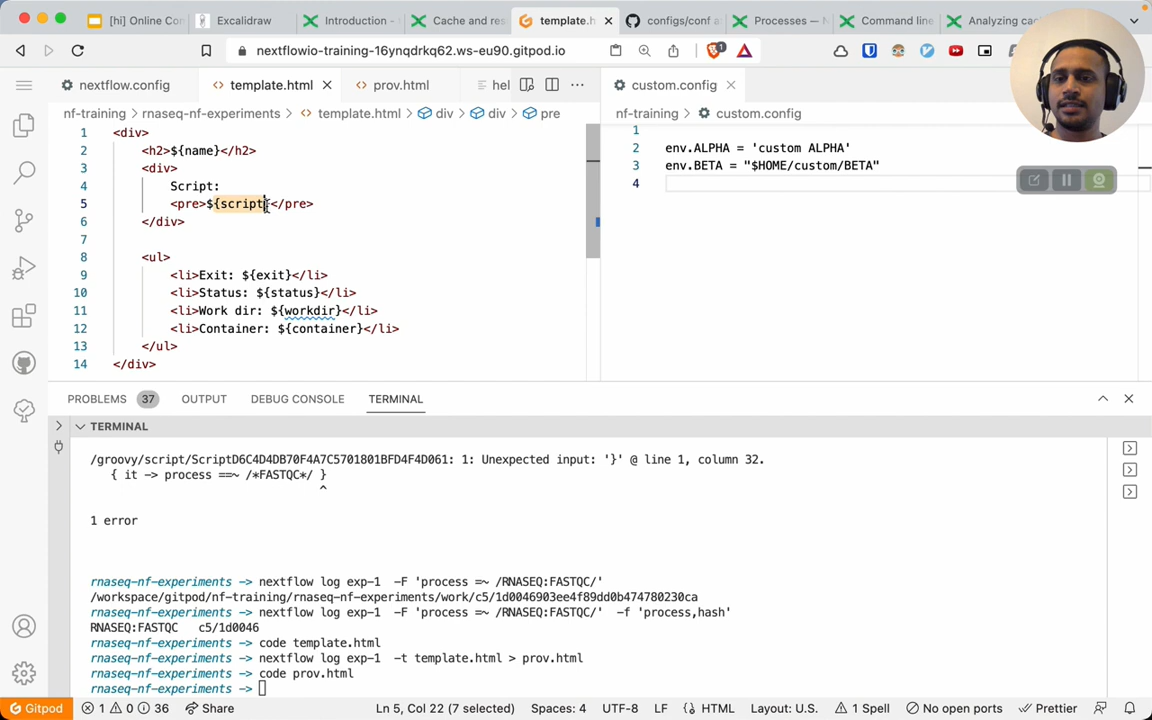 [hi] Online Co
Excalidraw
Introduction -
Cache and res
template.h
configs/conf a
Processes — N
Command line
Analyzing cac
nextflowio-training-16ynqdrkq62.ws-eu90.gitpod.io
nextflow.config
template.html
prov.html
hel
custom.config
nf-training > rnaseq-nf-experiments > template.html > div > div > pre
nf-training > custom.config
1 <div>
2 <h2>${name}</h2>
3 <div>
4 Script:
5 <pre>${script}</pre>
6 </div>
7
8 <ul>
9 <li>Exit: ${exit}</li>
10 <li>Status: ${status}</li>
11 <li>Work dir: ${workdir}</li>
12 <li>Container: ${container}</li>
13 </ul>
14 </div>
1
2 env.ALPHA = 'custom ALPHA'
3 env.BETA = "$HOME/custom/BETA"
4
PROBLEMS 37 OUTPUT DEBUG CONSOLE TERMINAL
TERMINAL
/groovy/script/ScriptD6C4D4DB70F4A7C5701801BFD4F4D061: 1: Unexpected input: '}' @ line 1, column 32.
{ it -> process ==~ /*FASTQC*/ }
^
1 error
rnaseq-nf-experiments -> nextflow log exp-1 -F 'process =~ /RNASEQ:FASTQC/'
/workspace/gitpod/nf-training/rnaseq-nf-experiments/work/c5/1d0046903ee4f89dd0b474780230ca
rnaseq-nf-experiments -> nextflow log exp-1 -F 'process =~ /RNASEQ:FASTQC/' -f 'process,hash'
RNASEQ:FASTQC c5/1d0046
rnaseq-nf-experiments -> code template.html
rnaseq-nf-experiments -> nextflow log exp-1 -t template.html > prov.html
rnaseq-nf-experiments -> code prov.html
rnaseq-nf-experiments ->
Gitpod 1 0 36 Share Ln 5, Col 22 (7 selected) Spaces: 4 UTF-8 LF HTML Layout: U.S. 1 Spell No open ports Prettier